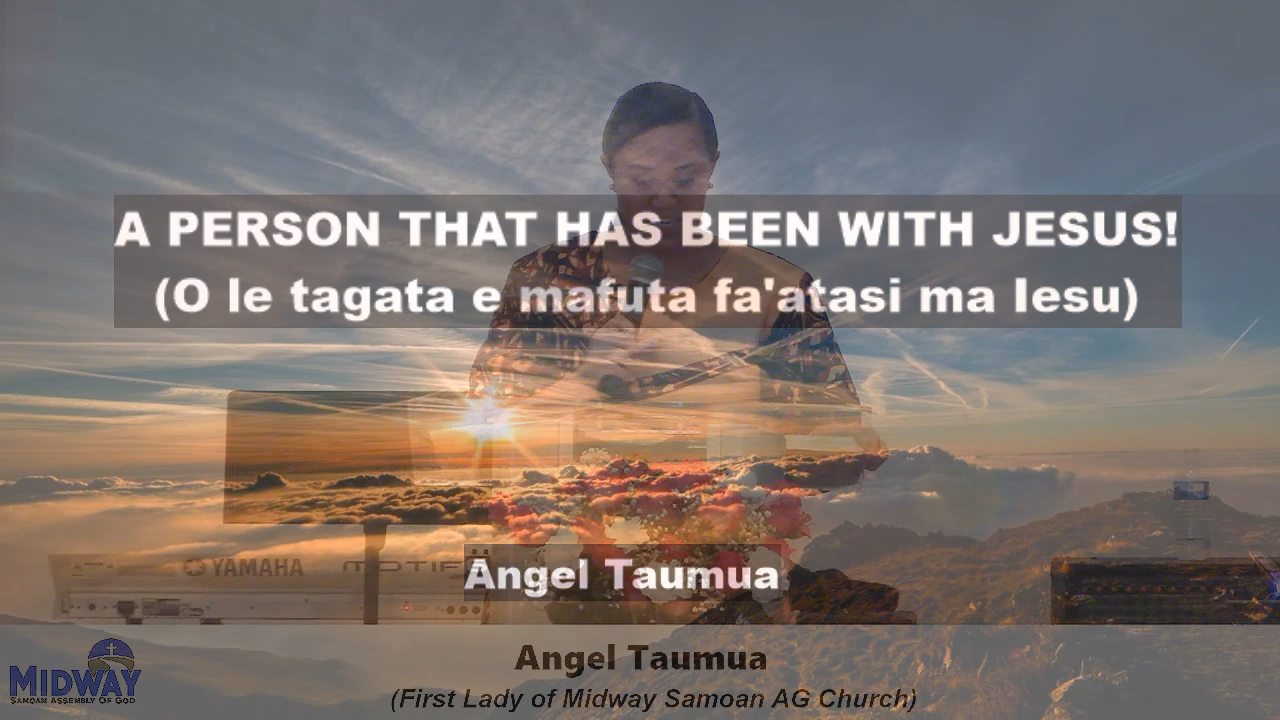 A PERSON THAT HAS BEEN WITH JESUS!
(O le tagata e mafuta fa'atasi ma Iesu)
YAMAHA MOTIF
Angel Taumua
Angel Taumua
(First Lady of Midway Samoan AG Church)
MIDWAY
SAMOAN ASSEMBLY OF GOD